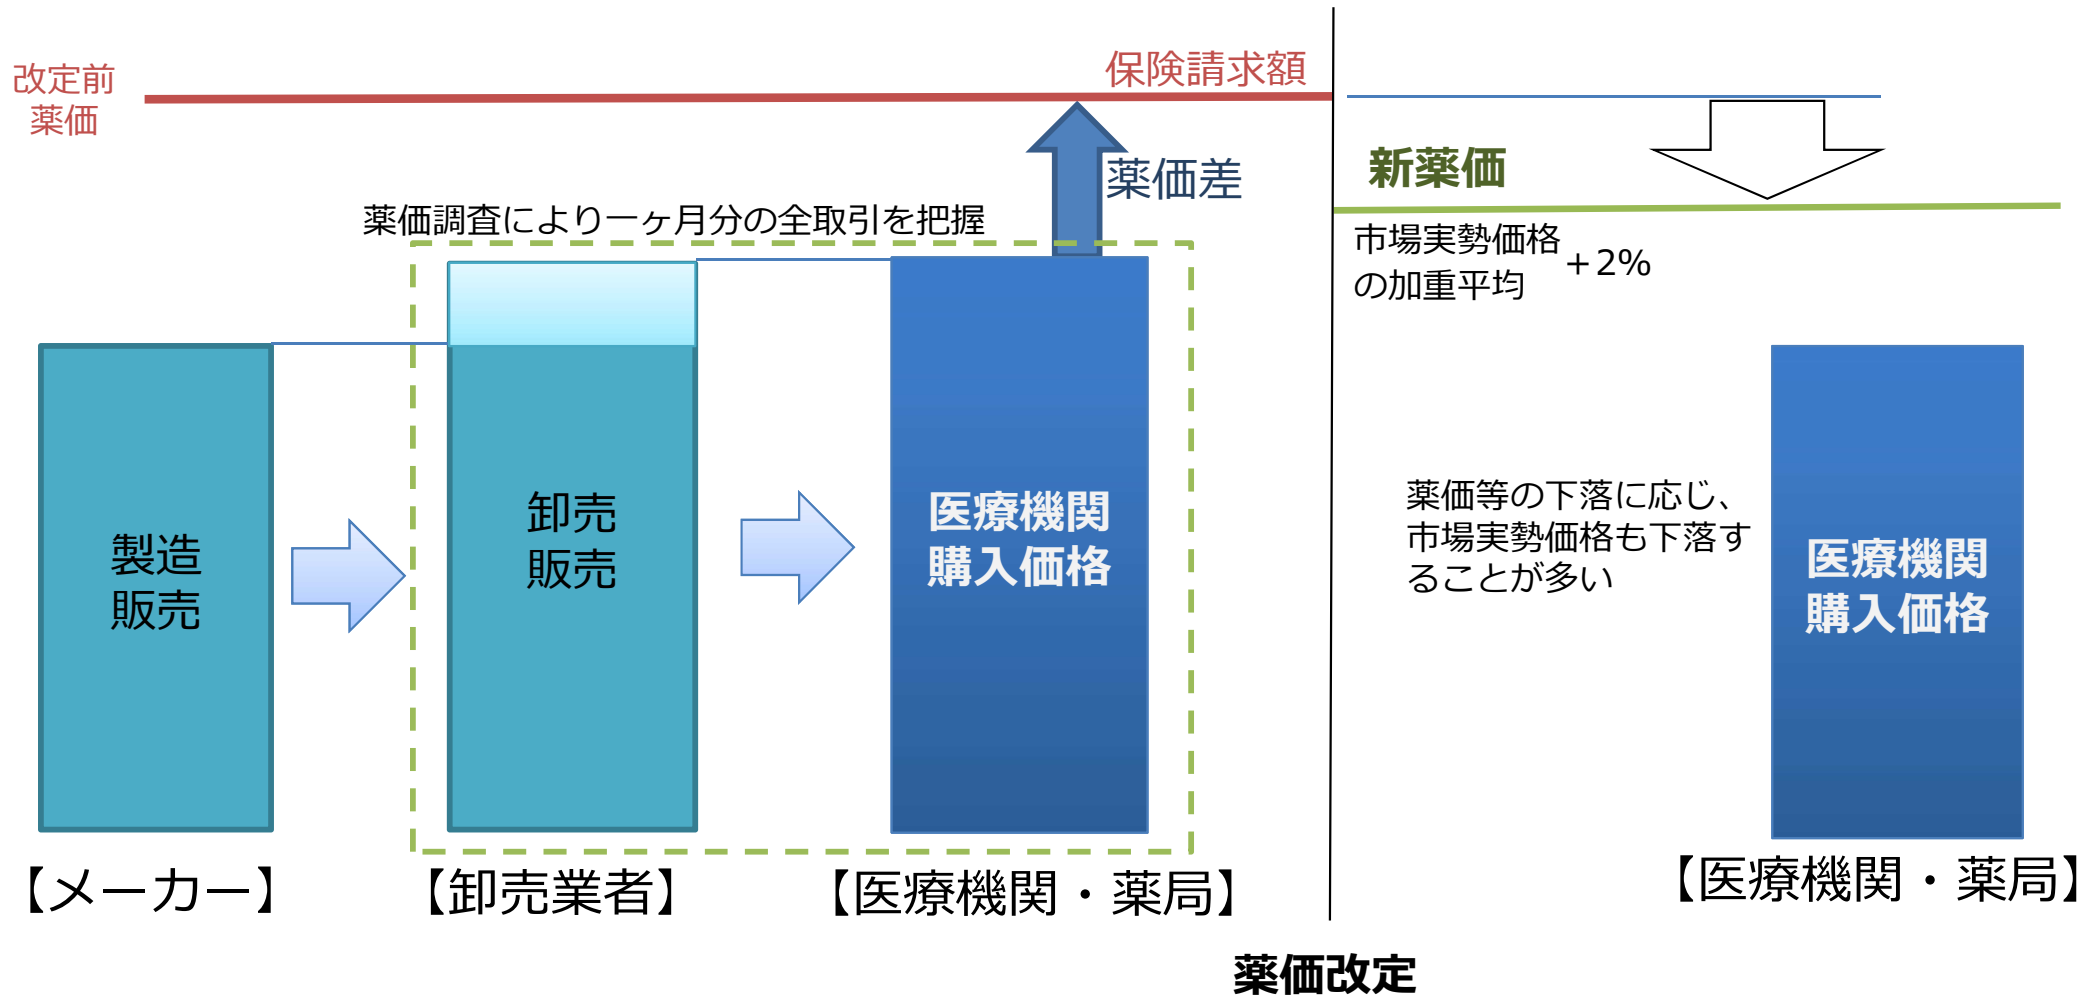 改定前
薬価
保険請求額
薬価差
薬価調査により一ヶ月分の全取引を把握
製造
販売
卸売
販売
医療機関
購入価格
【メーカー】
【卸売業者】
【医療機関・薬局】
新薬価
市場実勢価格
の加重平均
＋2%
薬価等の下落に応じ、
市場実勢価格も下落す
ることが多い
医療機関
購入価格
【医療機関・薬局】
薬価改定